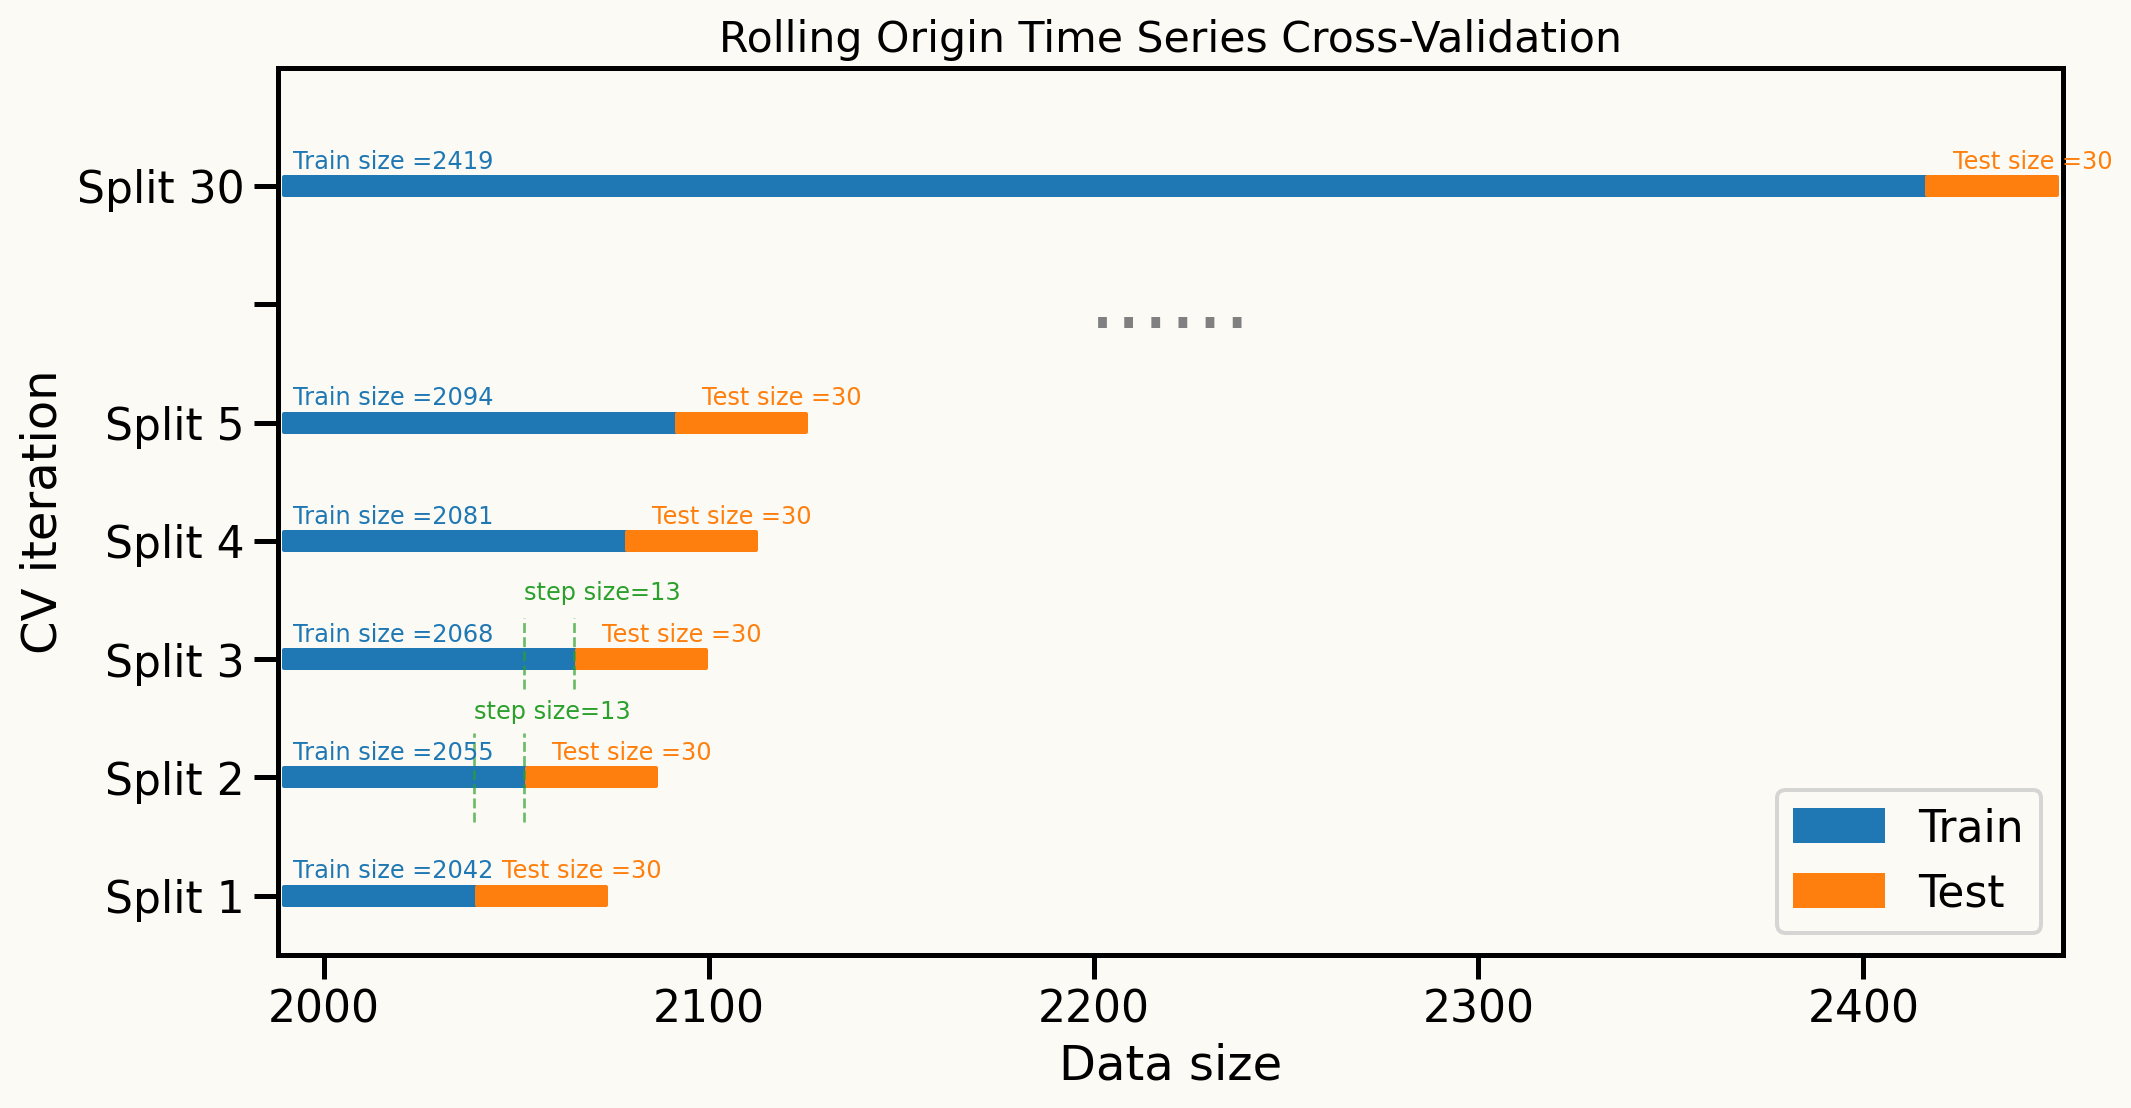 Rolling Origin Time Series Cross-Validation
Split 30
Train size =2419
Test size =30
......
Split 5
Train size =2094
Test size =30
Split 4
Train size =2081
Test size =30
step size=13
Split 3
Train size =2068
Test size =30
step size=13
Split 2
Train size =2055
Test size =30
Split 1
Train size =2042
Test size =30
CV iteration
Train
Test
2000
2100
2200
2300
2400
Data size